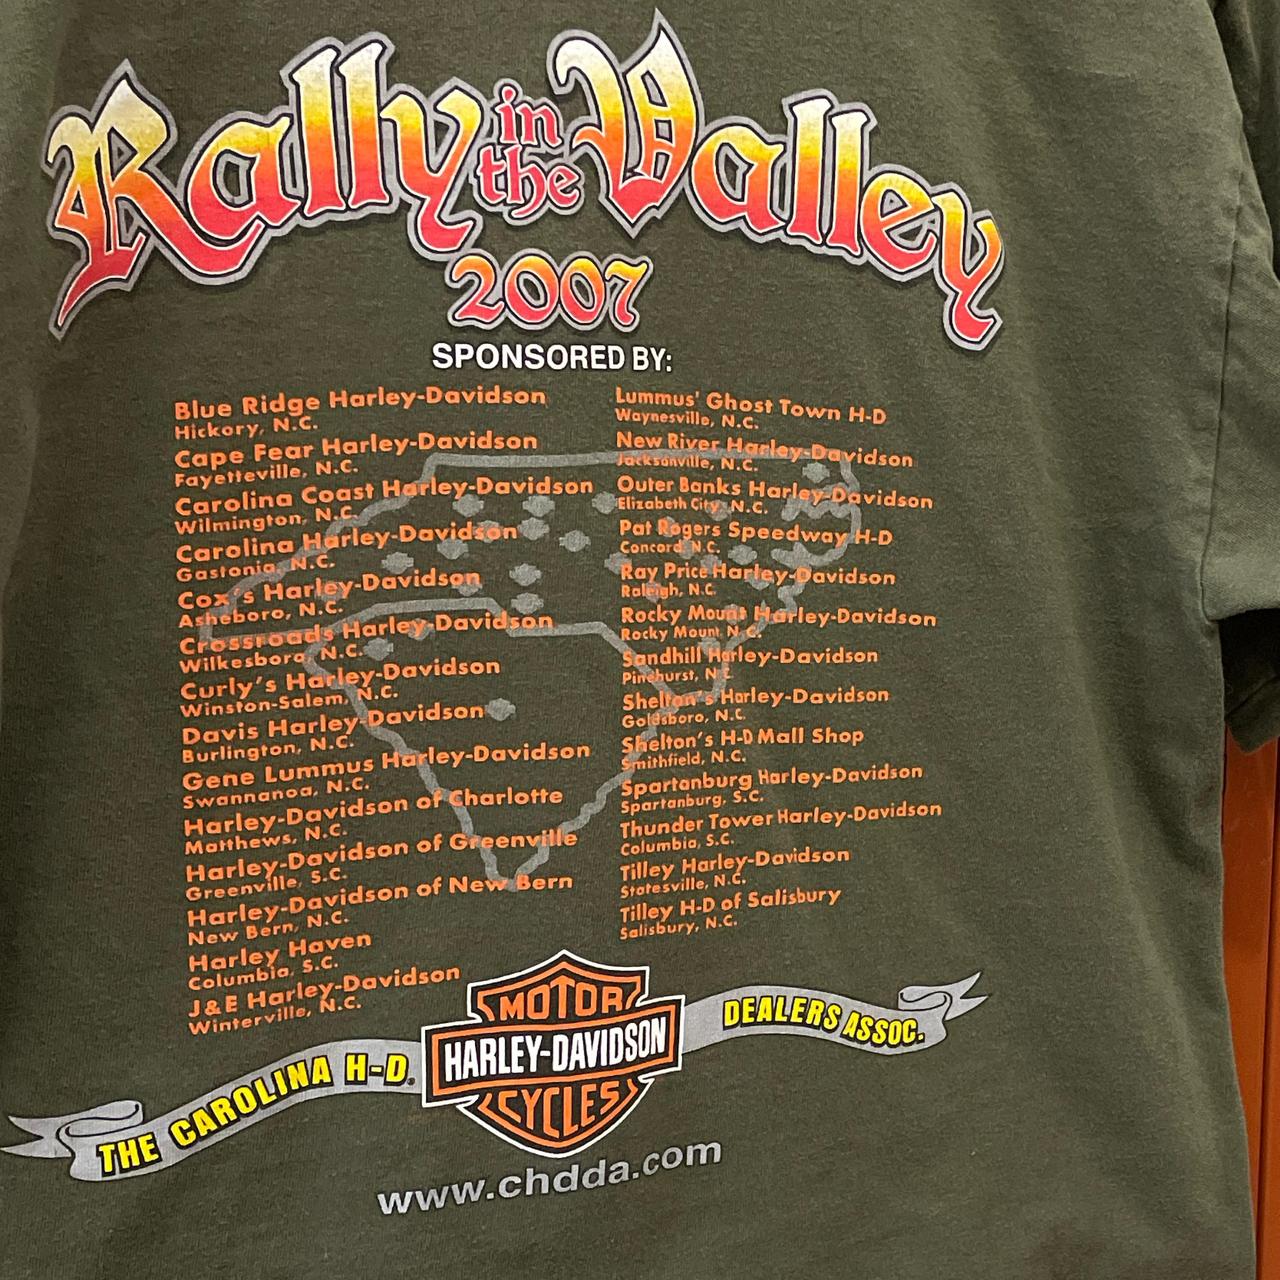 Rally in the Valley
2007
SPONSORED BY:
Blue Ridge Harley-Davidson
Hickory, N.C.
Cape Fear Harley-Davidson
Fayetteville, N.C.
Carolina Coast Harley-Davidson
Wilmington, N.C.
Carolina Harley-Davidson
Gastonia, N.C.
Cox's Harley-Davidson
Asheboro, N.C.
Crossroads Harley-Davidson
Wilkesboro, N.C.
Curly's Harley-Davidson
Winston-Salem, N.C.
Davis Harley-Davidson
Burlington, N.C.
Gene Lummus Harley-Davidson
Swannanoa, N.C.
Harley-Davidson of Charlotte
Matthews, N.C.
Harley-Davidson of Greenville
Greenville, S.C.
Harley-Davidson of New Bern
New Bern, N.C.
Harley Haven
Columbia, S.C.
J&E Harley-Davidson
Winterville, N.C.
Lummus' Ghost Town H-D
Waynesville, N.C.
New River Harley-Davidson
Jacksonville, N.C.
Outer Banks Harley-Davidson
Elizabeth City, N.C.
Pat Rogers Speedway H-D
Concord, N.C.
Ray Price Harley-Davidson
Raleigh, N.C.
Rocky Mount Harley-Davidson
Rocky Mount, N.C.
Sandhill Harley-Davidson
Pinehurst, N.C.
Shelton's Harley-Davidson
Goldsboro, N.C.
Shelton's H-D Mall Shop
Smithfield, N.C.
Spartanburg Harley-Davidson
Spartanburg, S.C.
Thunder Tower Harley-Davidson
Columbia, S.C.
Tilley Harley-Davidson
Statesville, N.C.
Tilley H-D of Salisbury
Salisbury, N.C.
THE CAROLINA H-D®
MOTOR
HARLEY-DAVIDSON
CYCLES
DEALERS ASSOC.
www.chdda.com